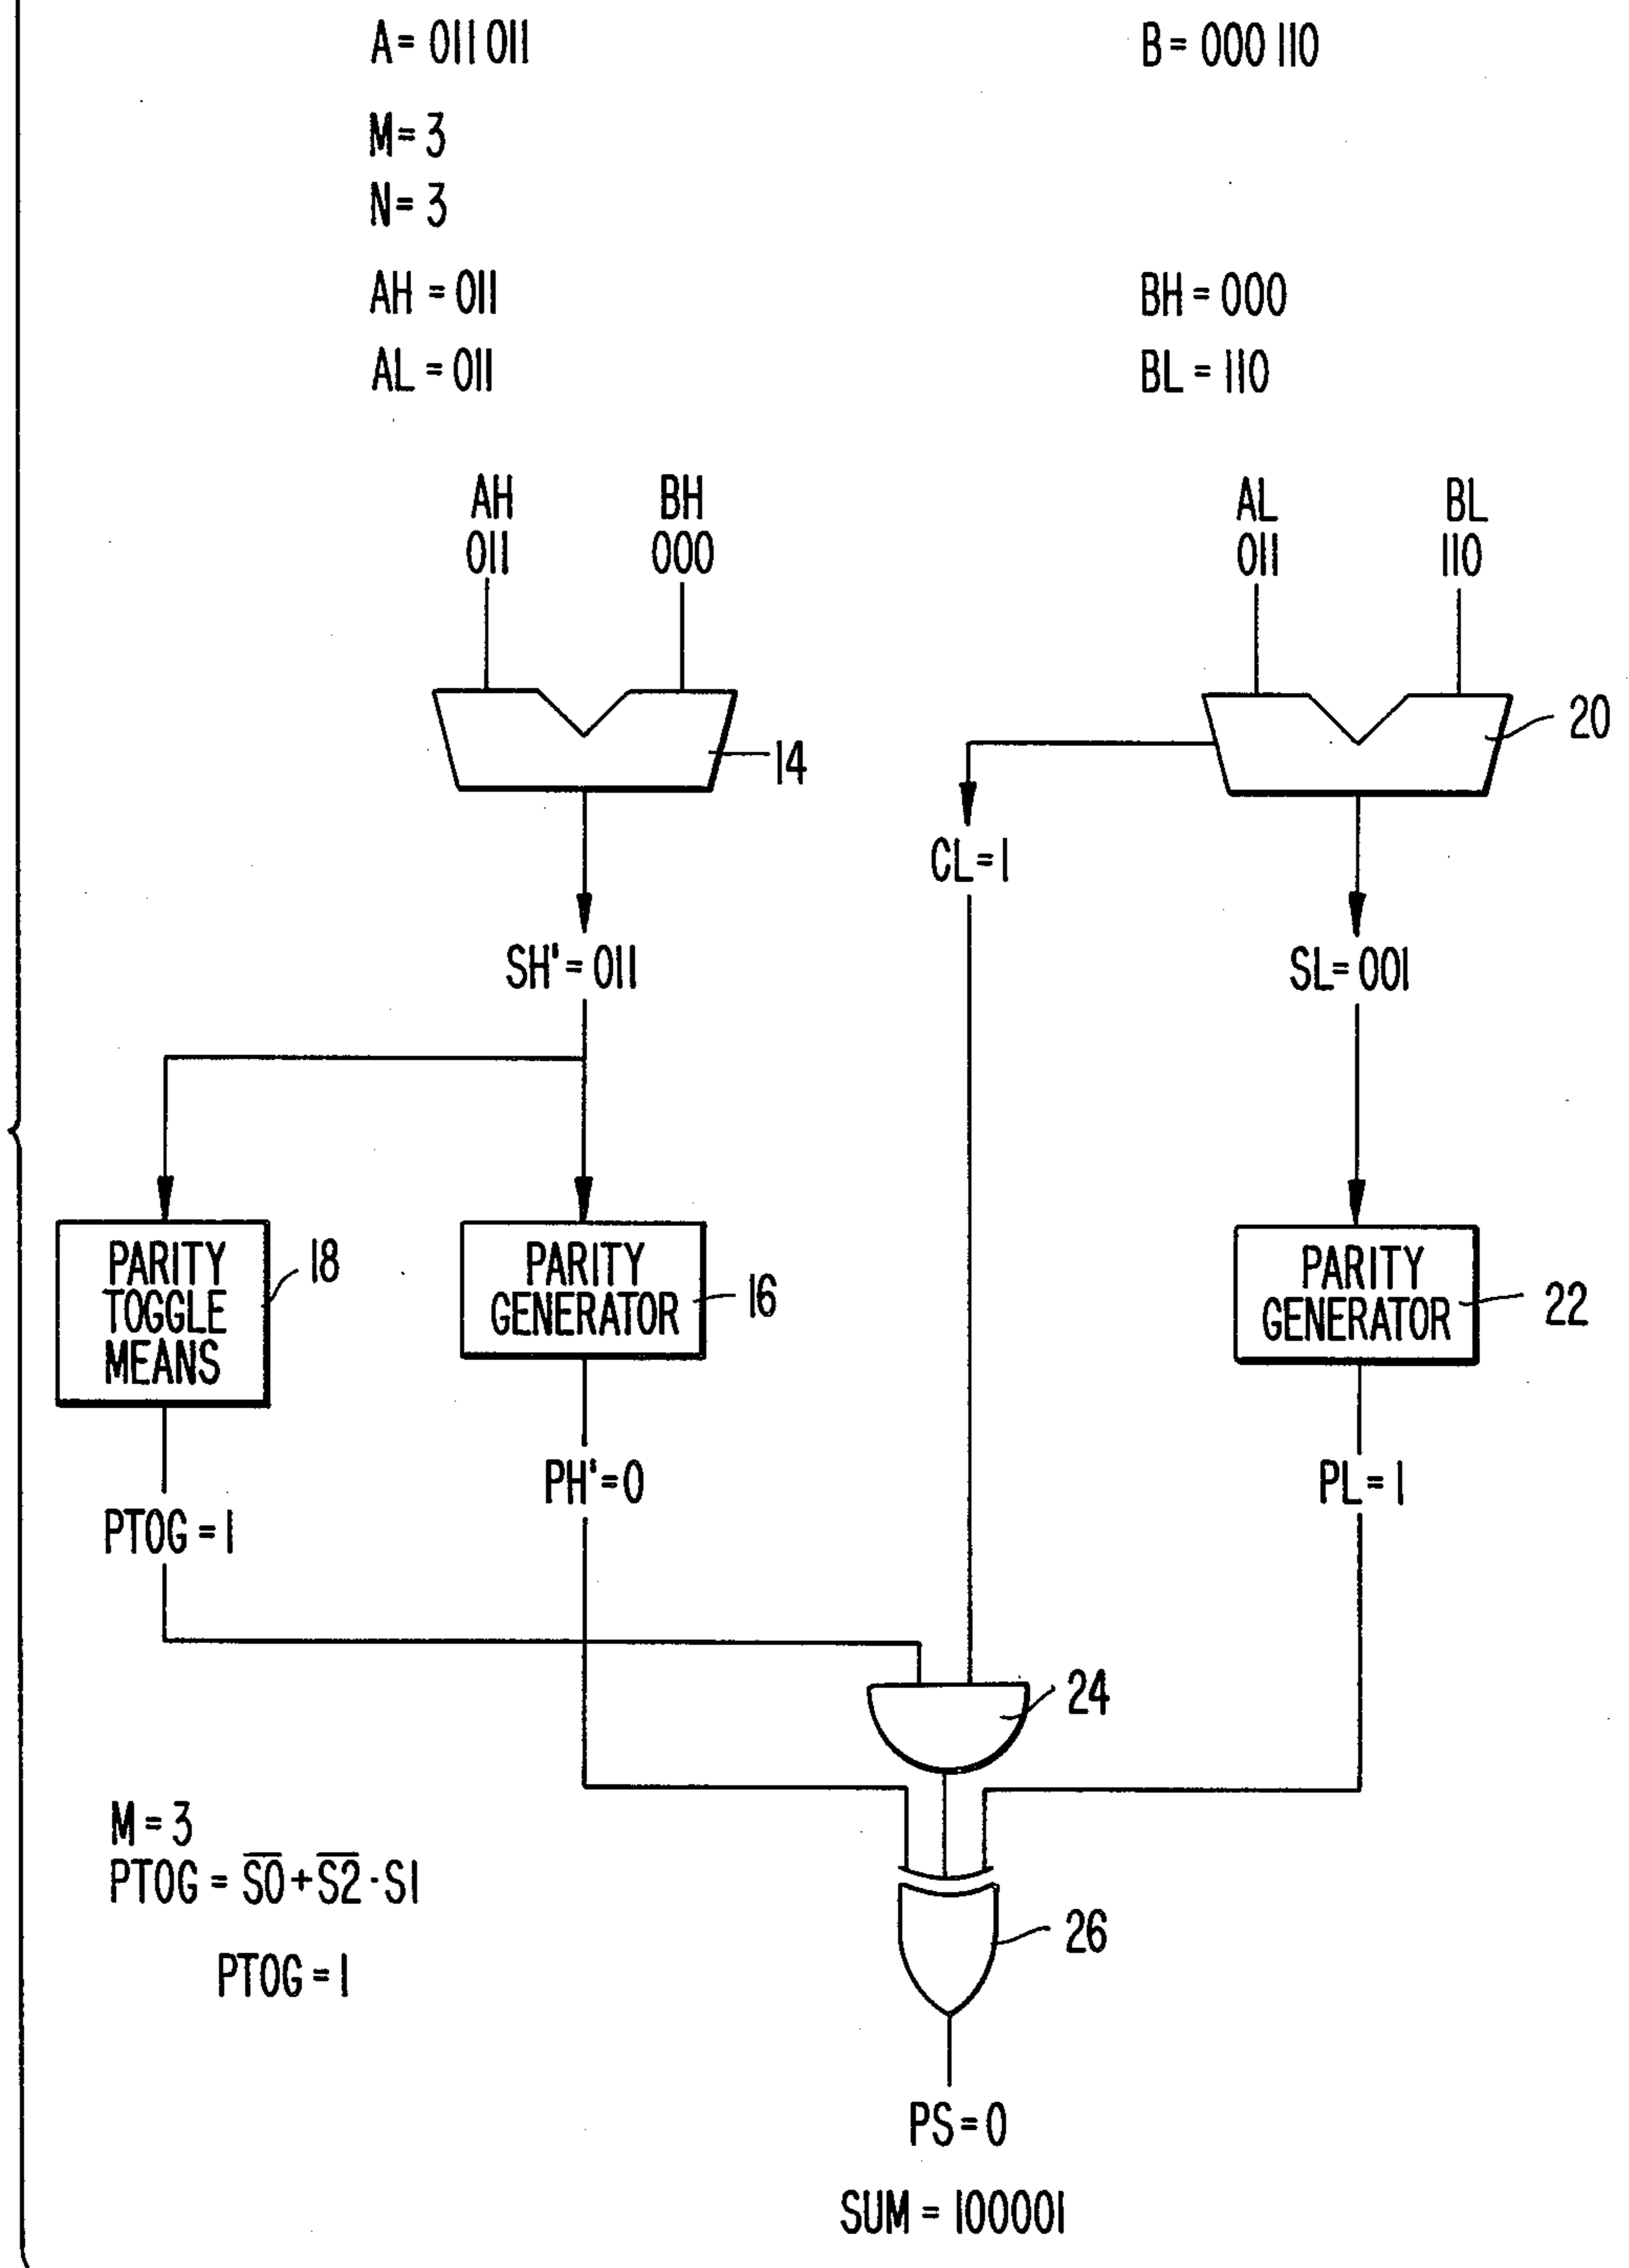 A = 011 011
B = 000 110
M = 3
N = 3
AH = 011
BH = 000
AL = 011
BL = 110
AH
011
BH
000
AL
011
BL
110
14
20
CL = 1
SH' = 011
SL = 001
PARITY
TOGGLE
MEANS
18
PARITY
GENERATOR
16
PARITY
GENERATOR
22
PTOG = 1
PH' = 0
PL = 1
24
M = 3
PTOG = S̅0̅ + S̅2̅ · S1
PTOG = 1
26
PS = 0
SUM = 100001